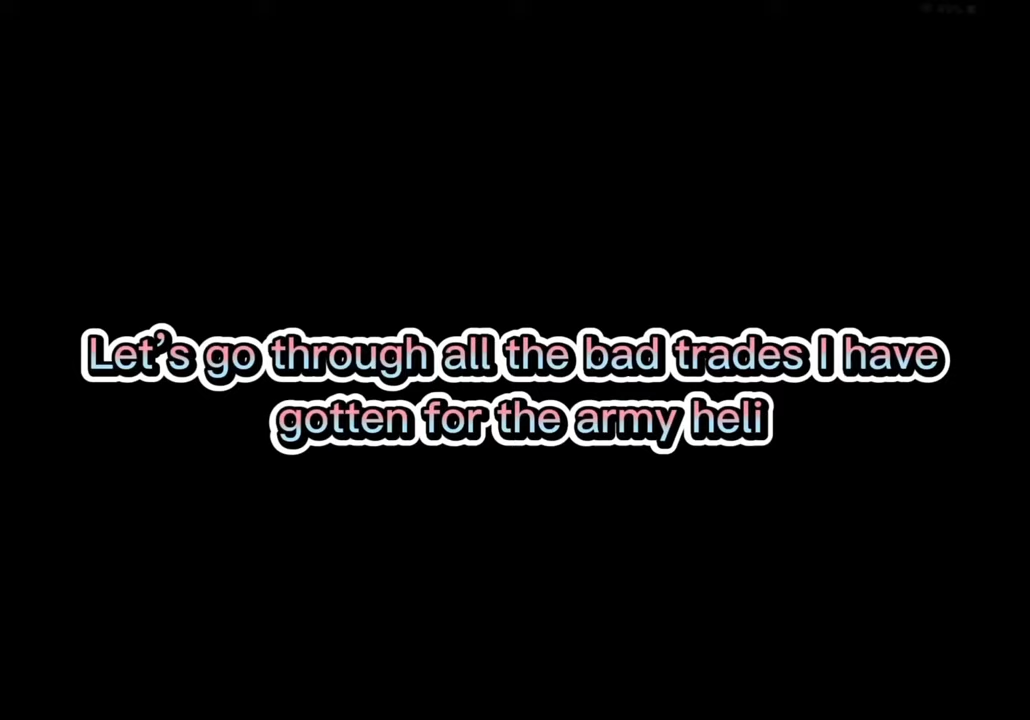 Let’s go through all the bad trades I have
gotten for the army heli